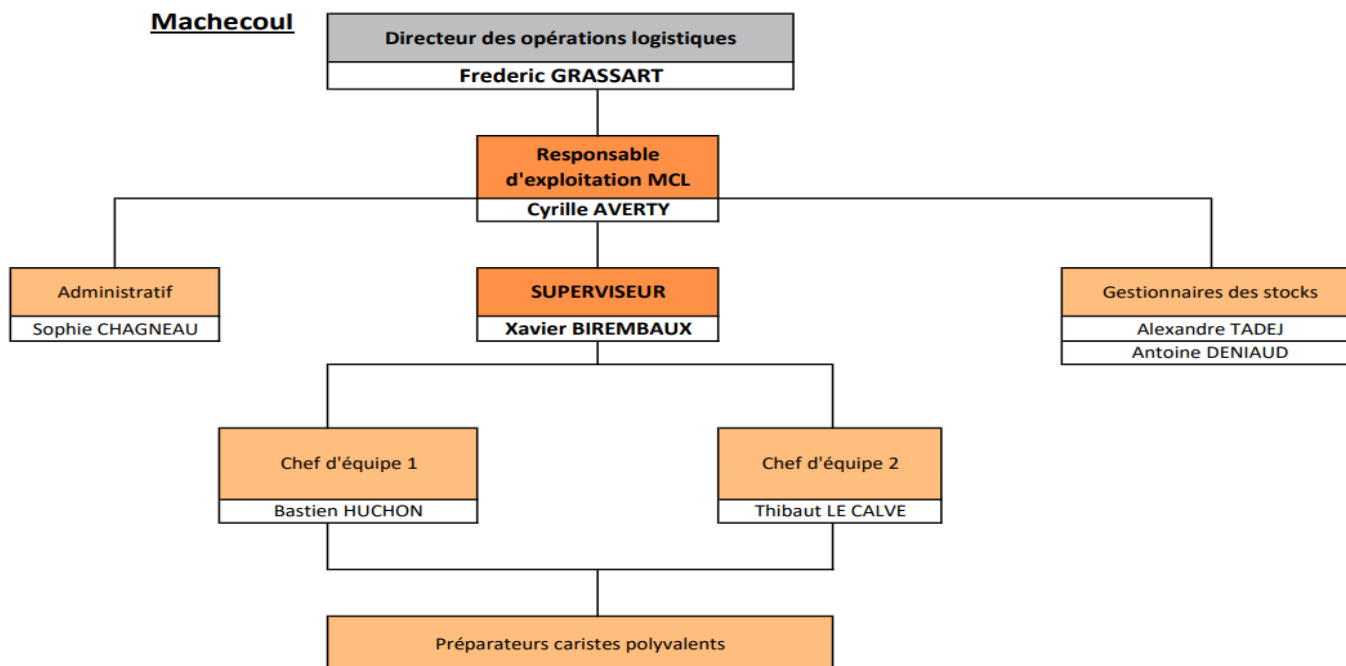 Machecoul
Directeur des opérations logistiques
Frederic GRASSART
Responsable
d'exploitation MCL
Cyrille AVERTY
Administratif
Sophie CHAGNEAU
SUPERVISEUR
Xavier BIREMBAUX
Gestionnaires des stocks
Alexandre TADEJ
Antoine DENIAUD
Chef d'équipe 1
Bastien HUCHON
Chef d'équipe 2
Thibaut LE CALVE
Préparateurs caristes polyvalents